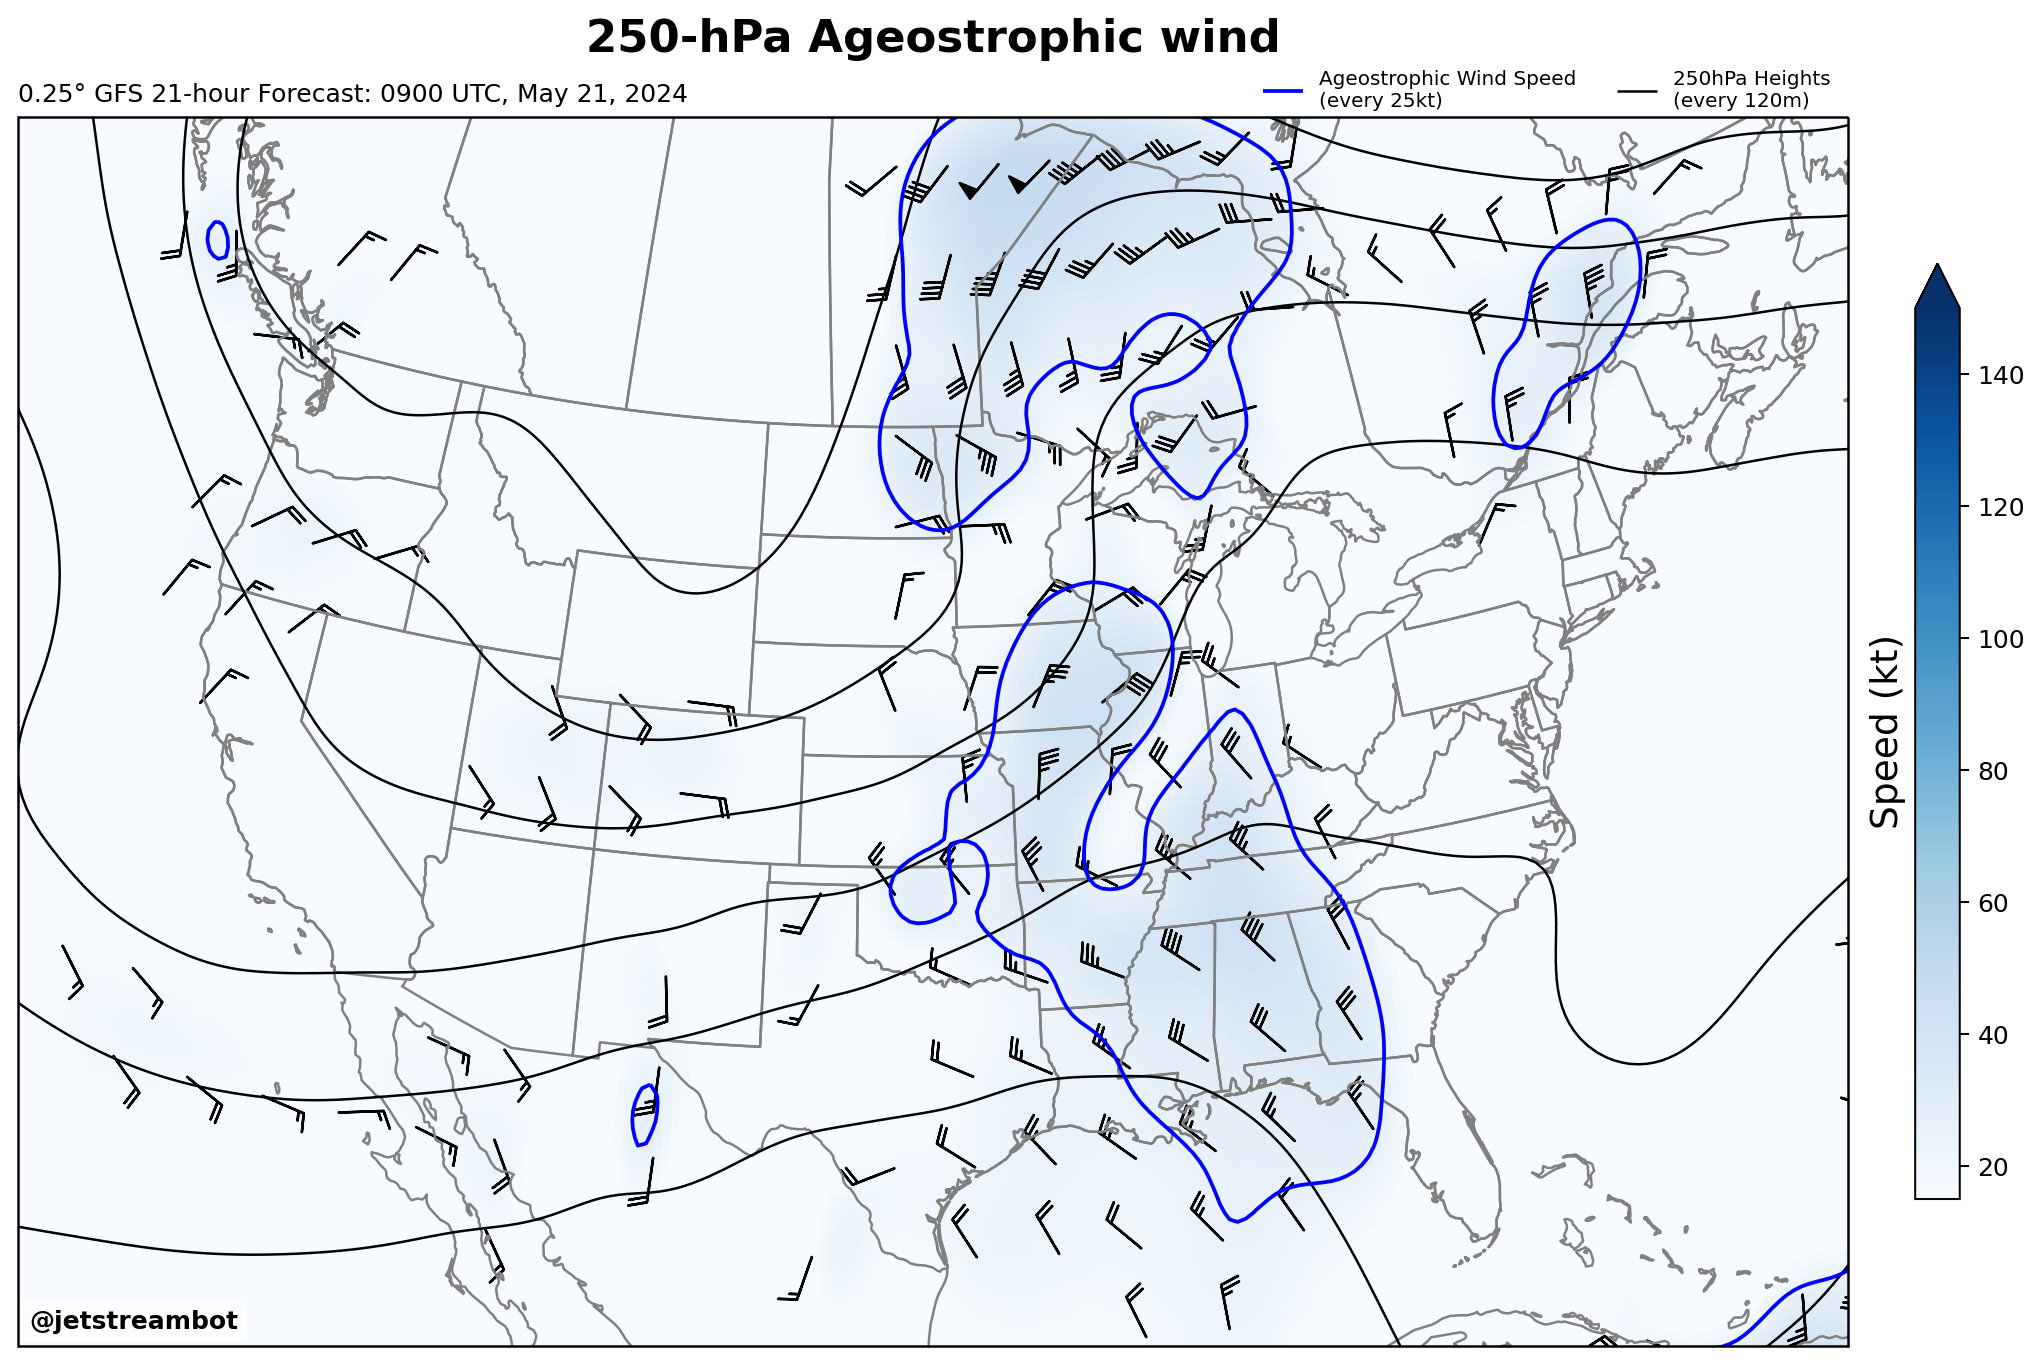 250-hPa Ageostrophic wind
0.25° GFS 21-hour Forecast: 0900 UTC, May 21, 2024
Ageostrophic Wind Speed
(every 25kt)
250hPa Heights
(every 120m)
140
120
100
80
60
40
20
Speed (kt)
@jetstreambot